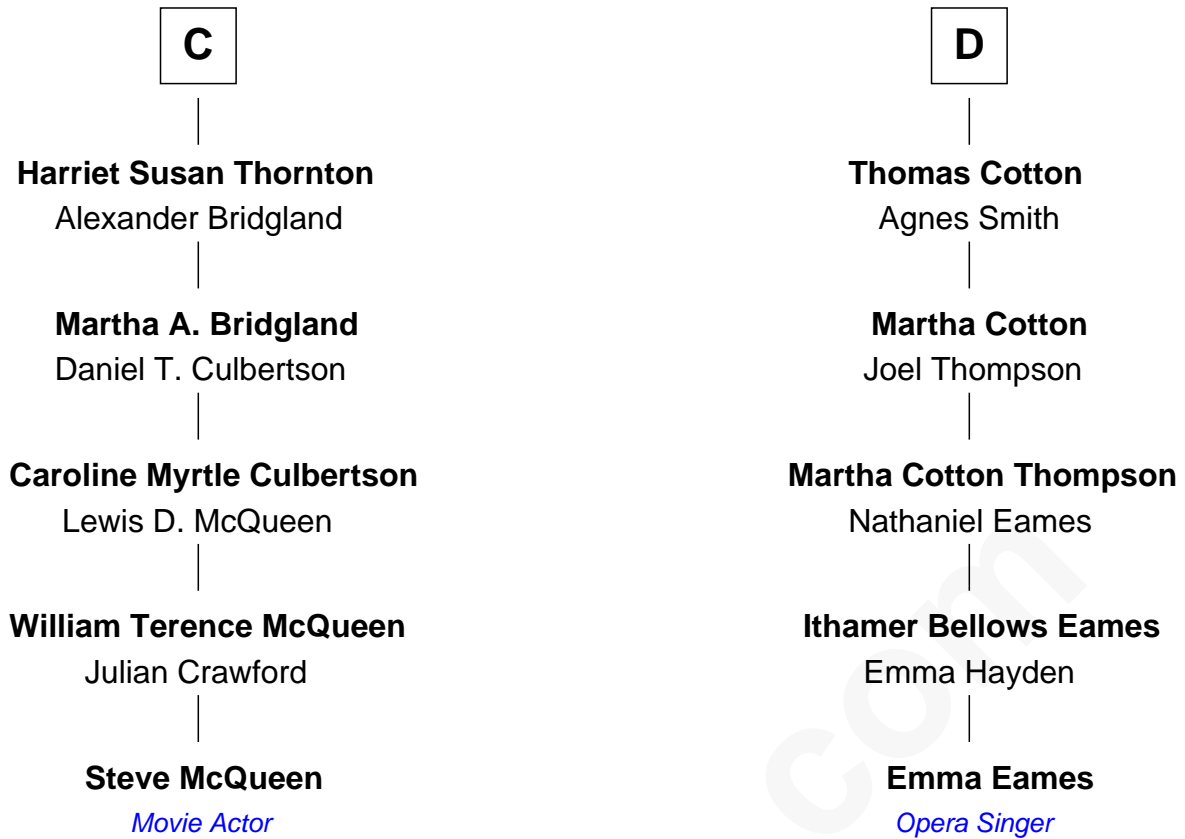 C
Harriet Susan Thornton
Alexander Bridgland
Martha A. Bridgland
Daniel T. Culbertson
Caroline Myrtle Culbertson
Lewis D. McQueen
William Terence McQueen
Julian Crawford
Steve McQueen
Movie Actor
D
Thomas Cotton
Agnes Smith
Martha Cotton
Joel Thompson
Martha Cotton Thompson
Nathaniel Eames
Ithamer Bellows Eames
Emma Hayden
Emma Eames
Opera Singer
com